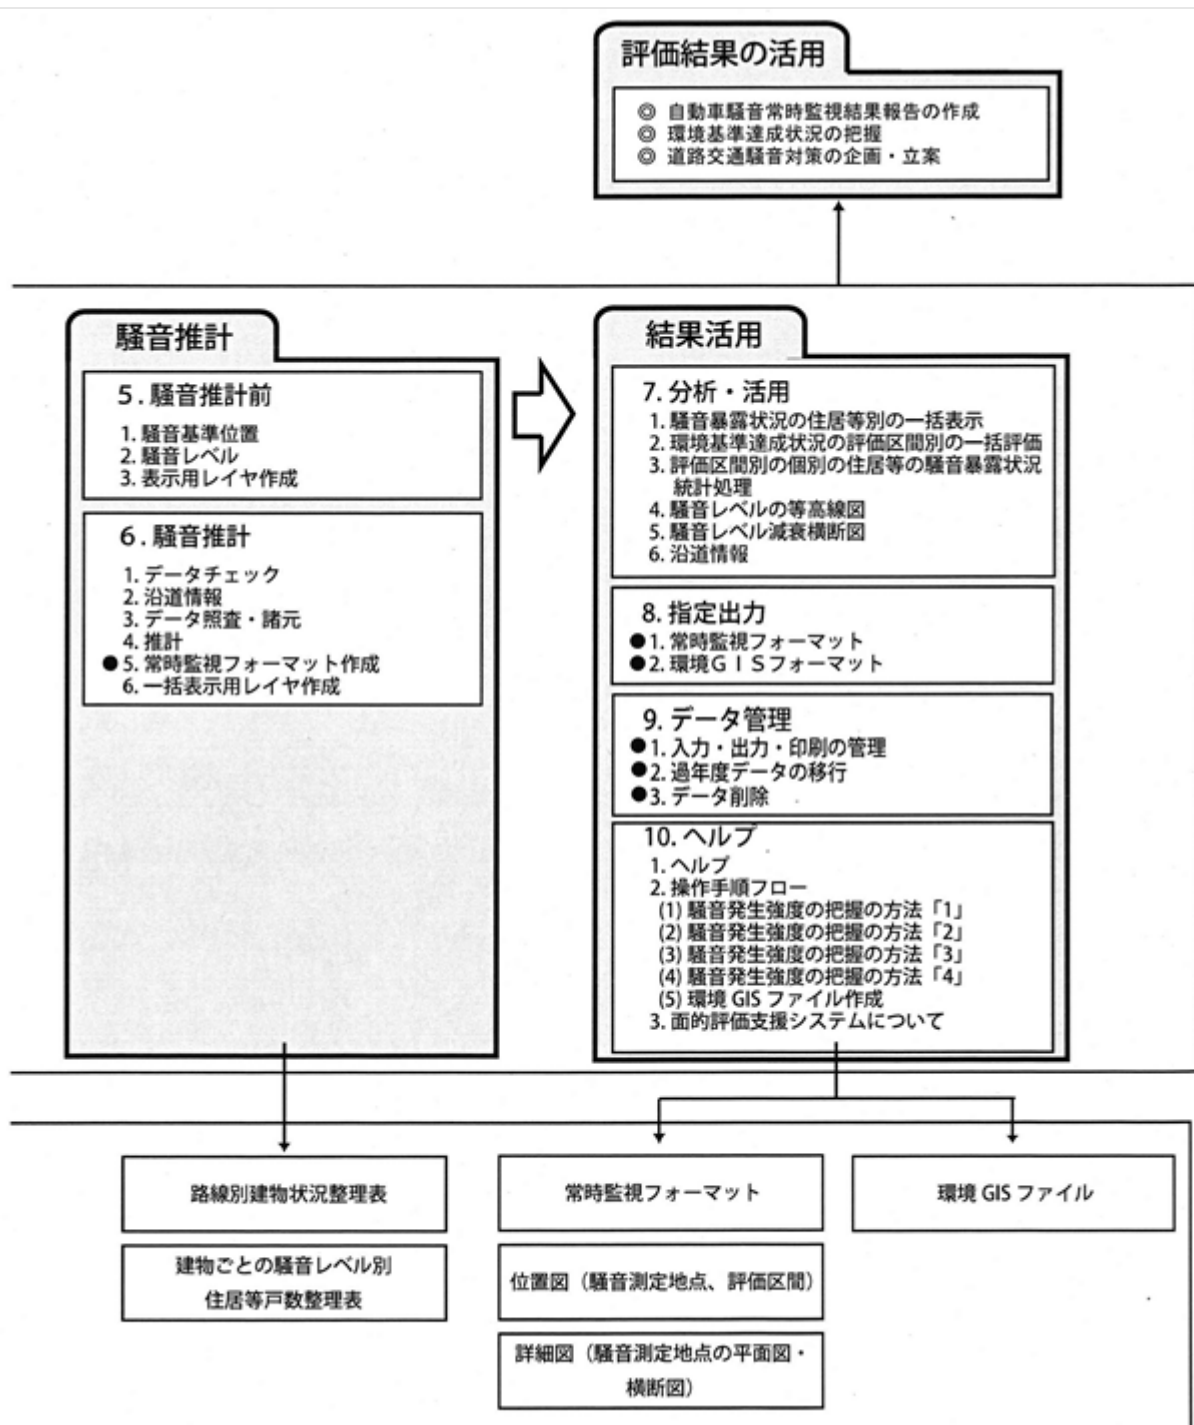 評価結果の活用
◎ 自動車騒音常時監視結果報告の作成
◎ 環境基準達成状況の把握
◎ 道路交通騒音対策の企画・立案
騒音推計
5. 騒音推計前
1. 騒音基準位置
2. 騒音レベル
3. 表示用レイヤ作成
6. 騒音推計
1. データチェック
2. 沿道情報
3. データ照査・諸元
4. 推計
●5. 常時監視フォーマット作成
6. 一括表示用レイヤ作成
結果活用
7. 分析・活用
1. 騒音暴露状況の住居等別の一括表示
2. 環境基準達成状況の評価区間別の一括評価
3. 評価区間別の個別の住居等の騒音暴露状況
統計処理
4. 騒音レベルの等高線図
5. 騒音レベル減衰横断図
6. 沿道情報
8. 指定出力
●1. 常時監視フォーマット
●2. 環境GISフォーマット
9. データ管理
●1. 入力・出力・印刷の管理
●2. 過年度データの移行
●3. データ削除
10. ヘルプ
1. ヘルプ
2. 操作手順フロー
(1) 騒音発生強度の把握の方法「1」
(2) 騒音発生強度の把握の方法「2」
(3) 騒音発生強度の把握の方法「3」
(4) 騒音発生強度の把握の方法「4」
(5) 環境 GIS ファイル作成
3. 面的評価支援システムについて
路線別建物状況整理表
建物ごとの騒音レベル別
住居等戸数整理表
常時監視フォーマット
位置図（騒音測定地点、評価区間）
詳細図（騒音測定地点の平面図・
横断図）
環境 GIS ファイル